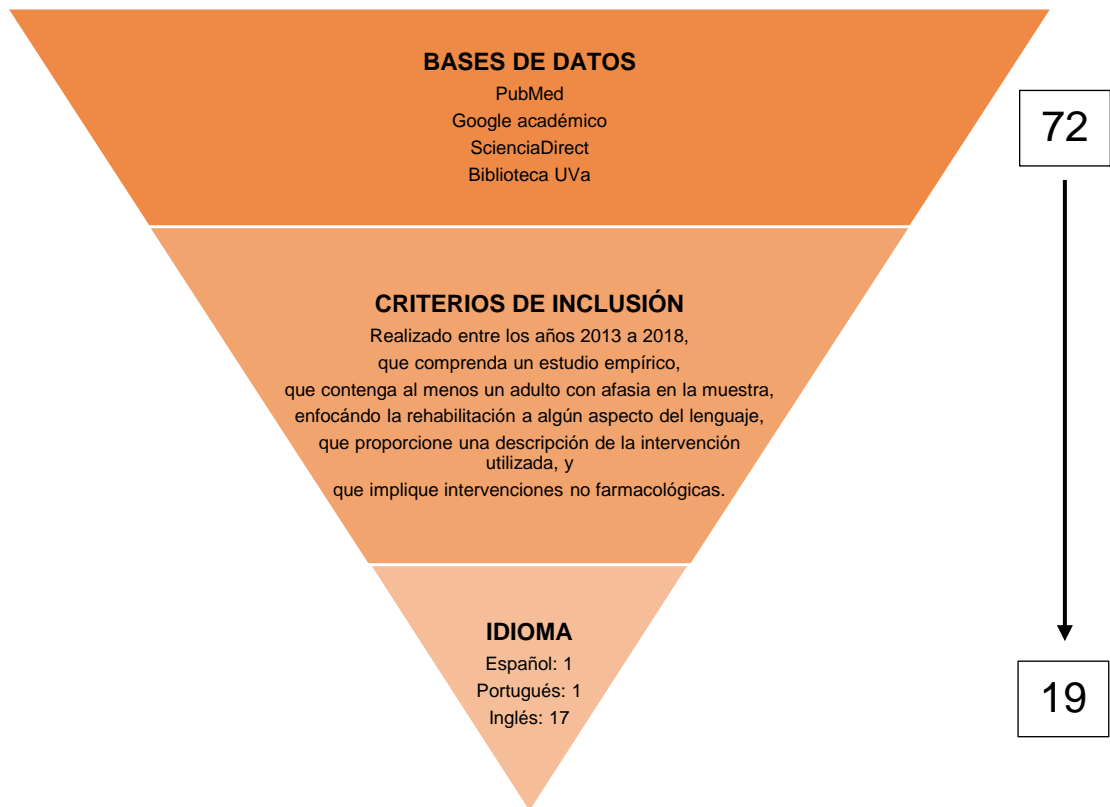 BASES DE DATOS
PubMed
Google académico
ScienciaDirect
Biblioteca UVa
72
CRITERIOS DE INCLUSIÓN
Realizado entre los años 2013 a 2018,
que comprenda un estudio empírico,
que contenga al menos un adulto con afasia en la muestra,
enfocándo la rehabilitación a algún aspecto del lenguaje,
que proporcione una descripción de la intervención
utilizada, y
que implique intervenciones no farmacológicas.
IDIOMA
Español: 1
Portugués: 1
Inglés: 17
19